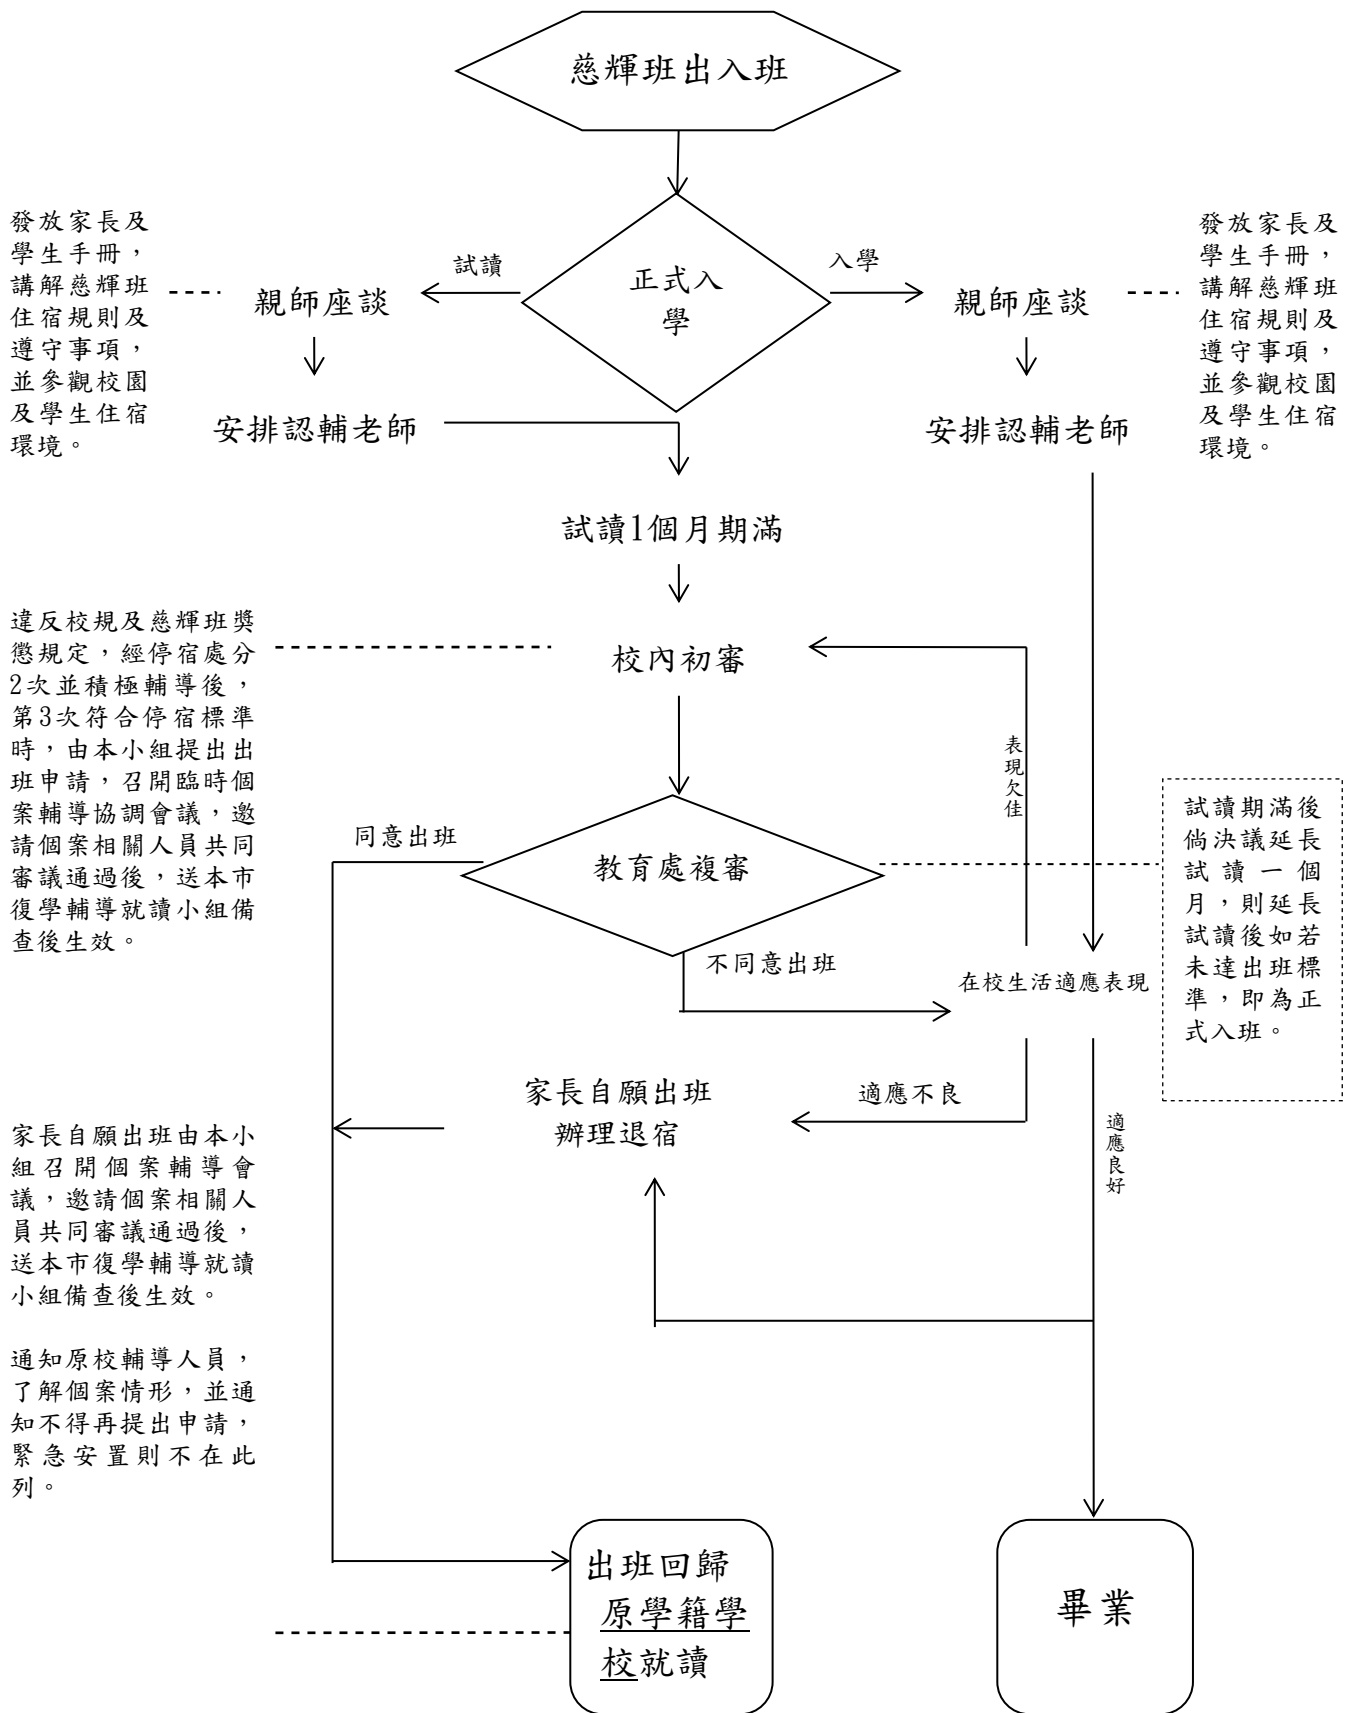 慈輝班出入班
發放家長及
學生手冊，
講解慈輝班
住宿規則及
遵守事項，
並參觀校園
及學生住宿
環境。
試讀
正式入
學
入學
發放家長及
學生手冊，
講解慈輝班
住宿規則及
遵守事項，
並參觀校園
及學生住宿
環境。
親師座談
親師座談
安排認輔老師
安排認輔老師
試讀1個月期滿
違反校規及慈輝班獎
懲規定，經停宿處分
2次並積極輔導後，
第3次符合停宿標準
時，由本小組提出出
班申請，召開臨時個
案輔導協調會議，邀
請個案相關人員共同
審議通過後，送本市
復學輔導就讀小組備
查後生效。
校內初審
表現欠佳
同意出班
教育處複審
試讀期滿後
倘決議延長
試讀一個
月，則延長
試讀後如若
未達出班標
準，即為正
式入班。
不同意出班
在校生活適應表現
家長自願出班
辦理退宿
適應不良
適應良好
家長自願出班由本小
組召開個案輔導會
議，邀請個案相關人
員共同審議通過後，
送本市復學輔導就讀
小組備查後生效。
通知原校輔導人員，
了解個案情形，並通
知不得再提出申請，
緊急安置則不在此
列。
出班回歸
原學籍學
校就讀
畢業